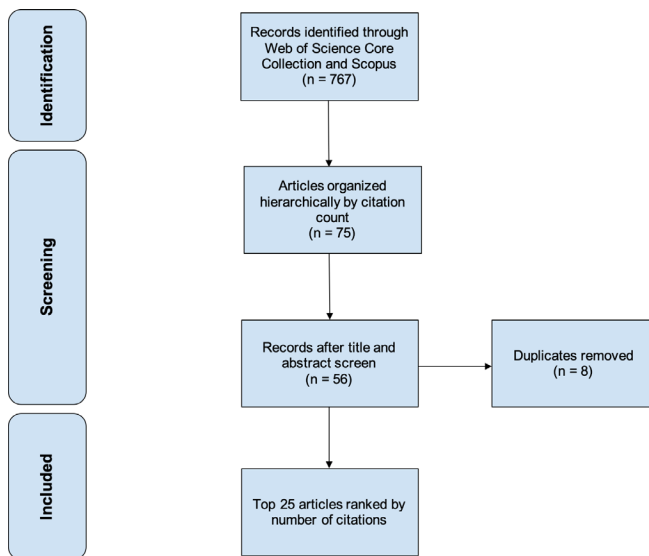 Identification
Records identified through
Web of Science Core
Collection and Scopus
(n = 767)
Screening
Articles organized
hierarchically by citation
count
(n = 75)
Records after title and
abstract screen
(n = 56)
Duplicates removed
(n = 8)
Included
Top 25 articles ranked by
number of citations